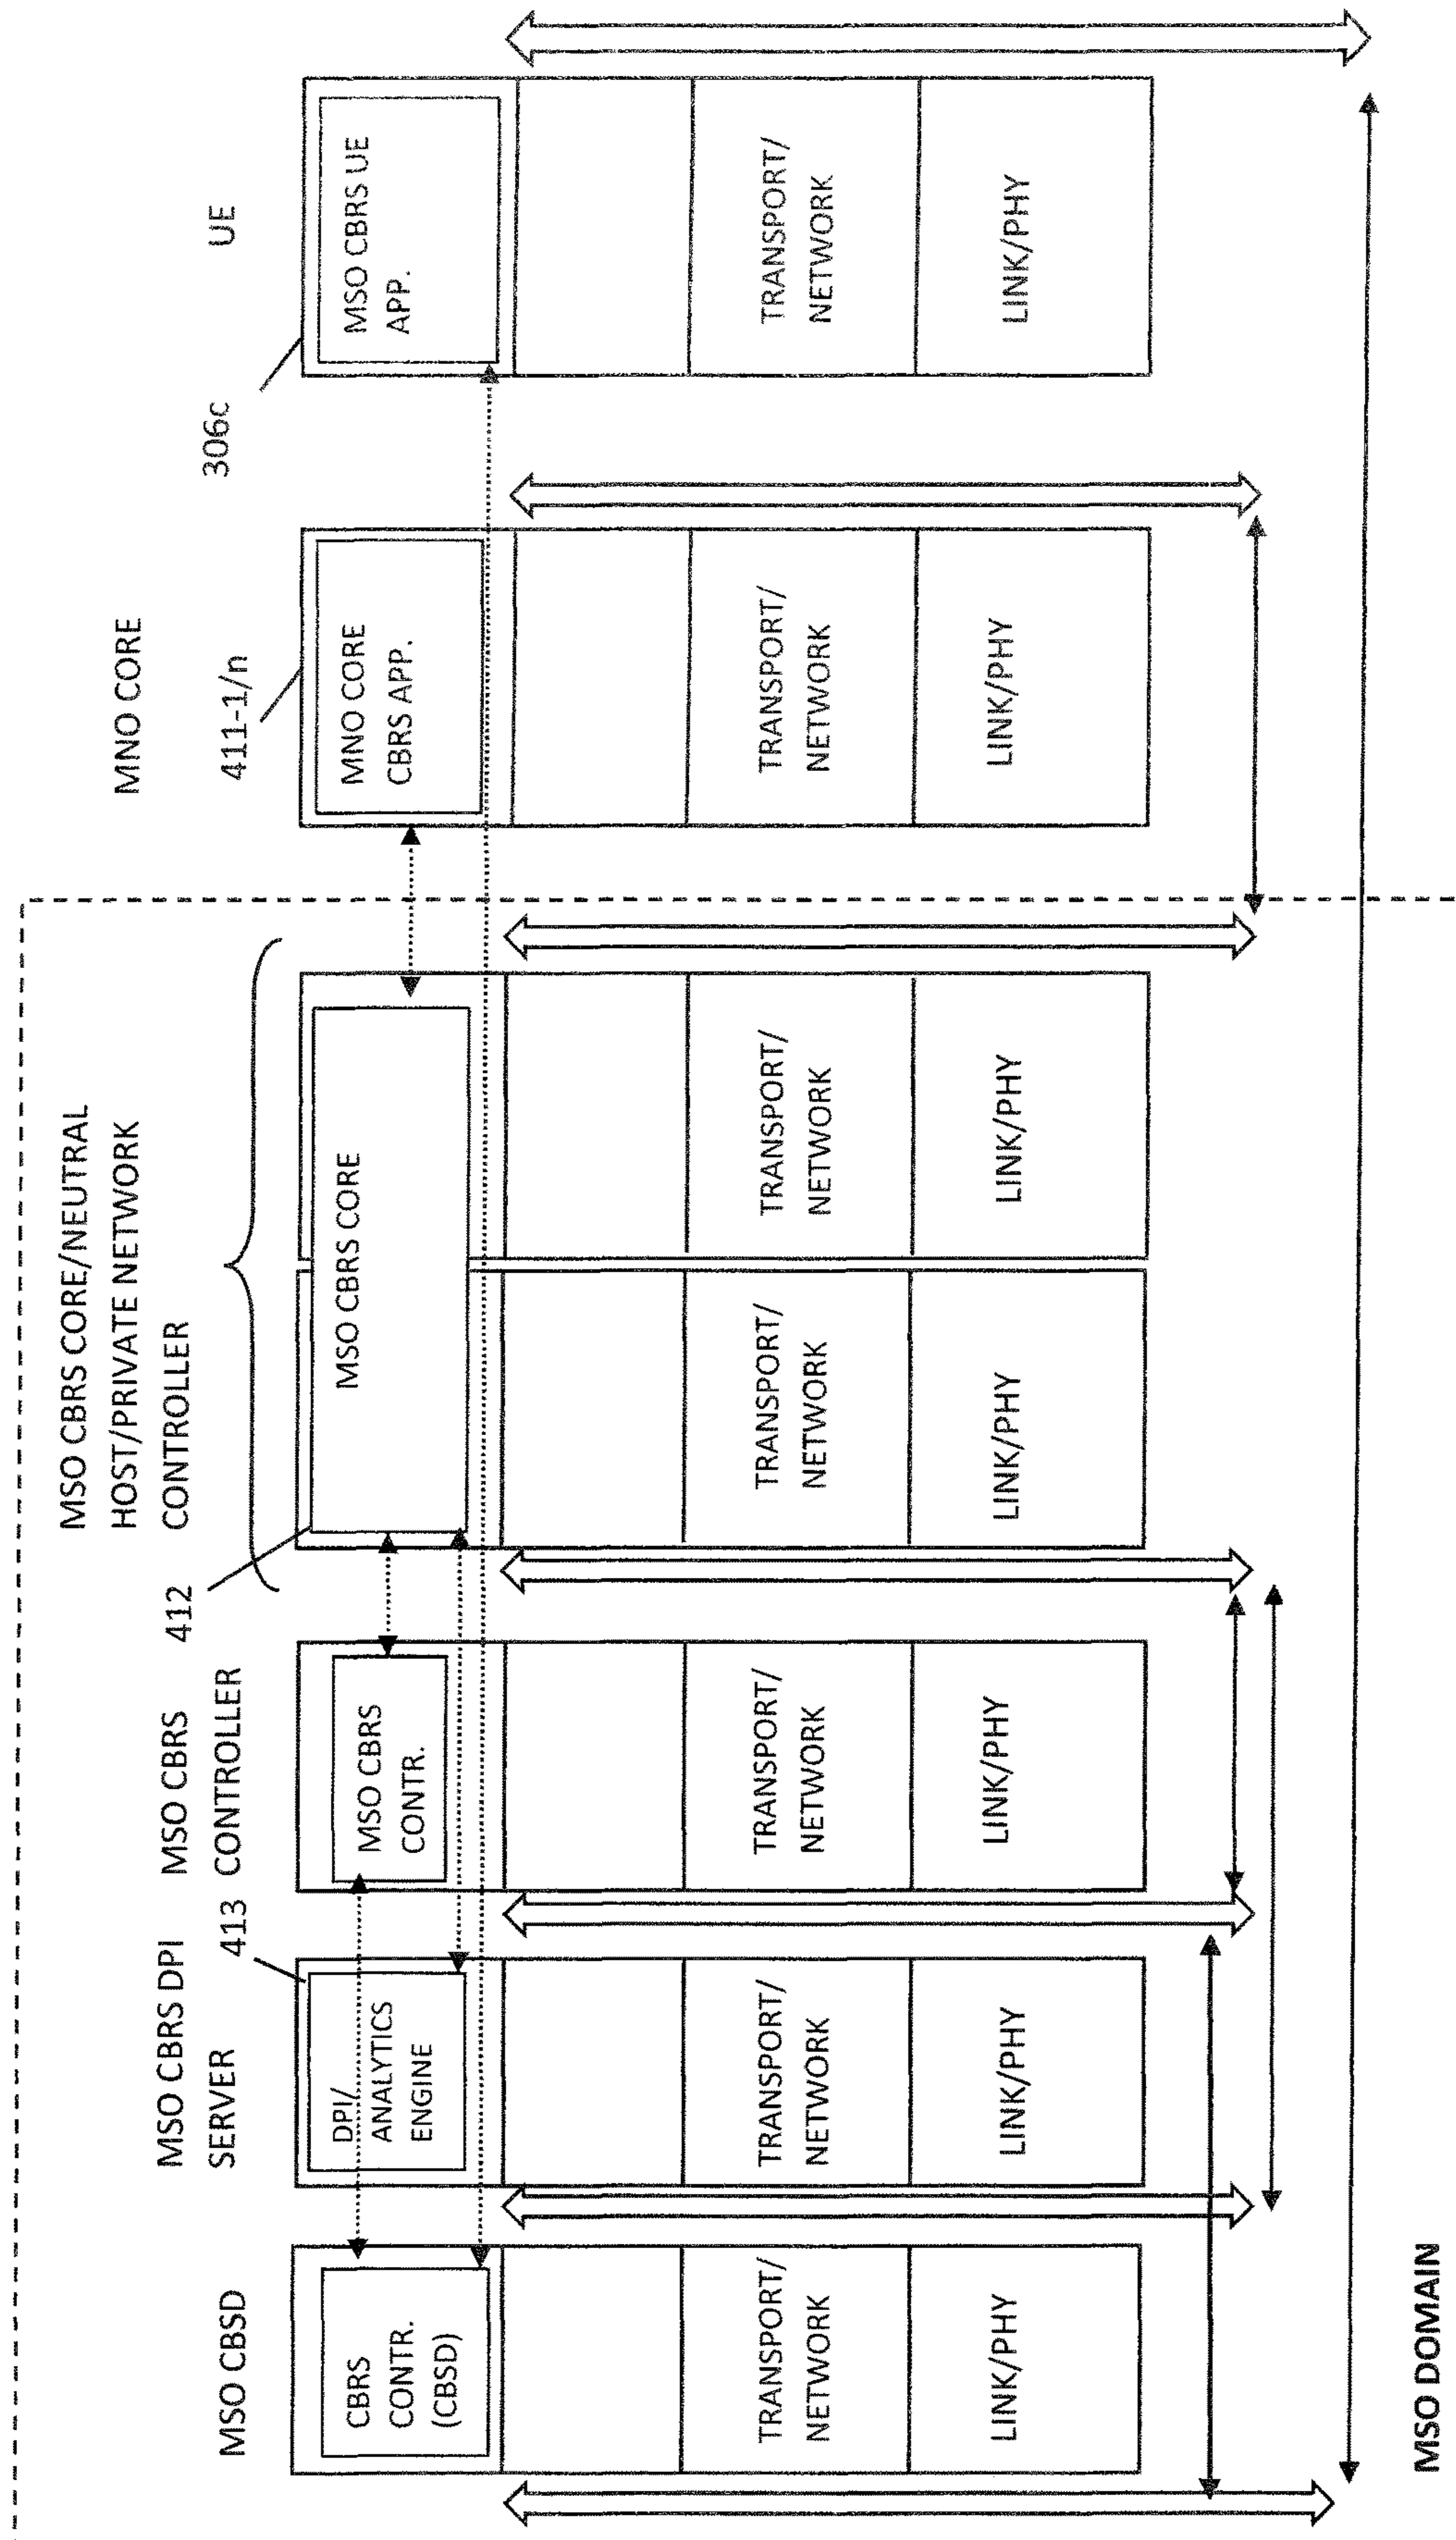 MSO CBSD
MSO CBRS DPI
SERVER
413
MSO CBRS
CONTROLLER
412
MSO CBRS CORE/NEUTRAL
HOST/PRIVATE NETWORK
CONTROLLER
MNO CORE
411-1/n
UE
306c
CBRS
CONTR.
(CBSD)
DPI/
ANALYTICS
ENGINE
MSO CBRS
CONTR.
MSO CBRS CORE
MNO CORE
CBRS APP.
MSO CBRS UE
APP.
TRANSPORT/
NETWORK
TRANSPORT/
NETWORK
TRANSPORT/
NETWORK
TRANSPORT/
NETWORK
TRANSPORT/
NETWORK
TRANSPORT/
NETWORK
TRANSPORT/
NETWORK
LINK/PHY
LINK/PHY
LINK/PHY
LINK/PHY
LINK/PHY
LINK/PHY
LINK/PHY
MSO DOMAIN